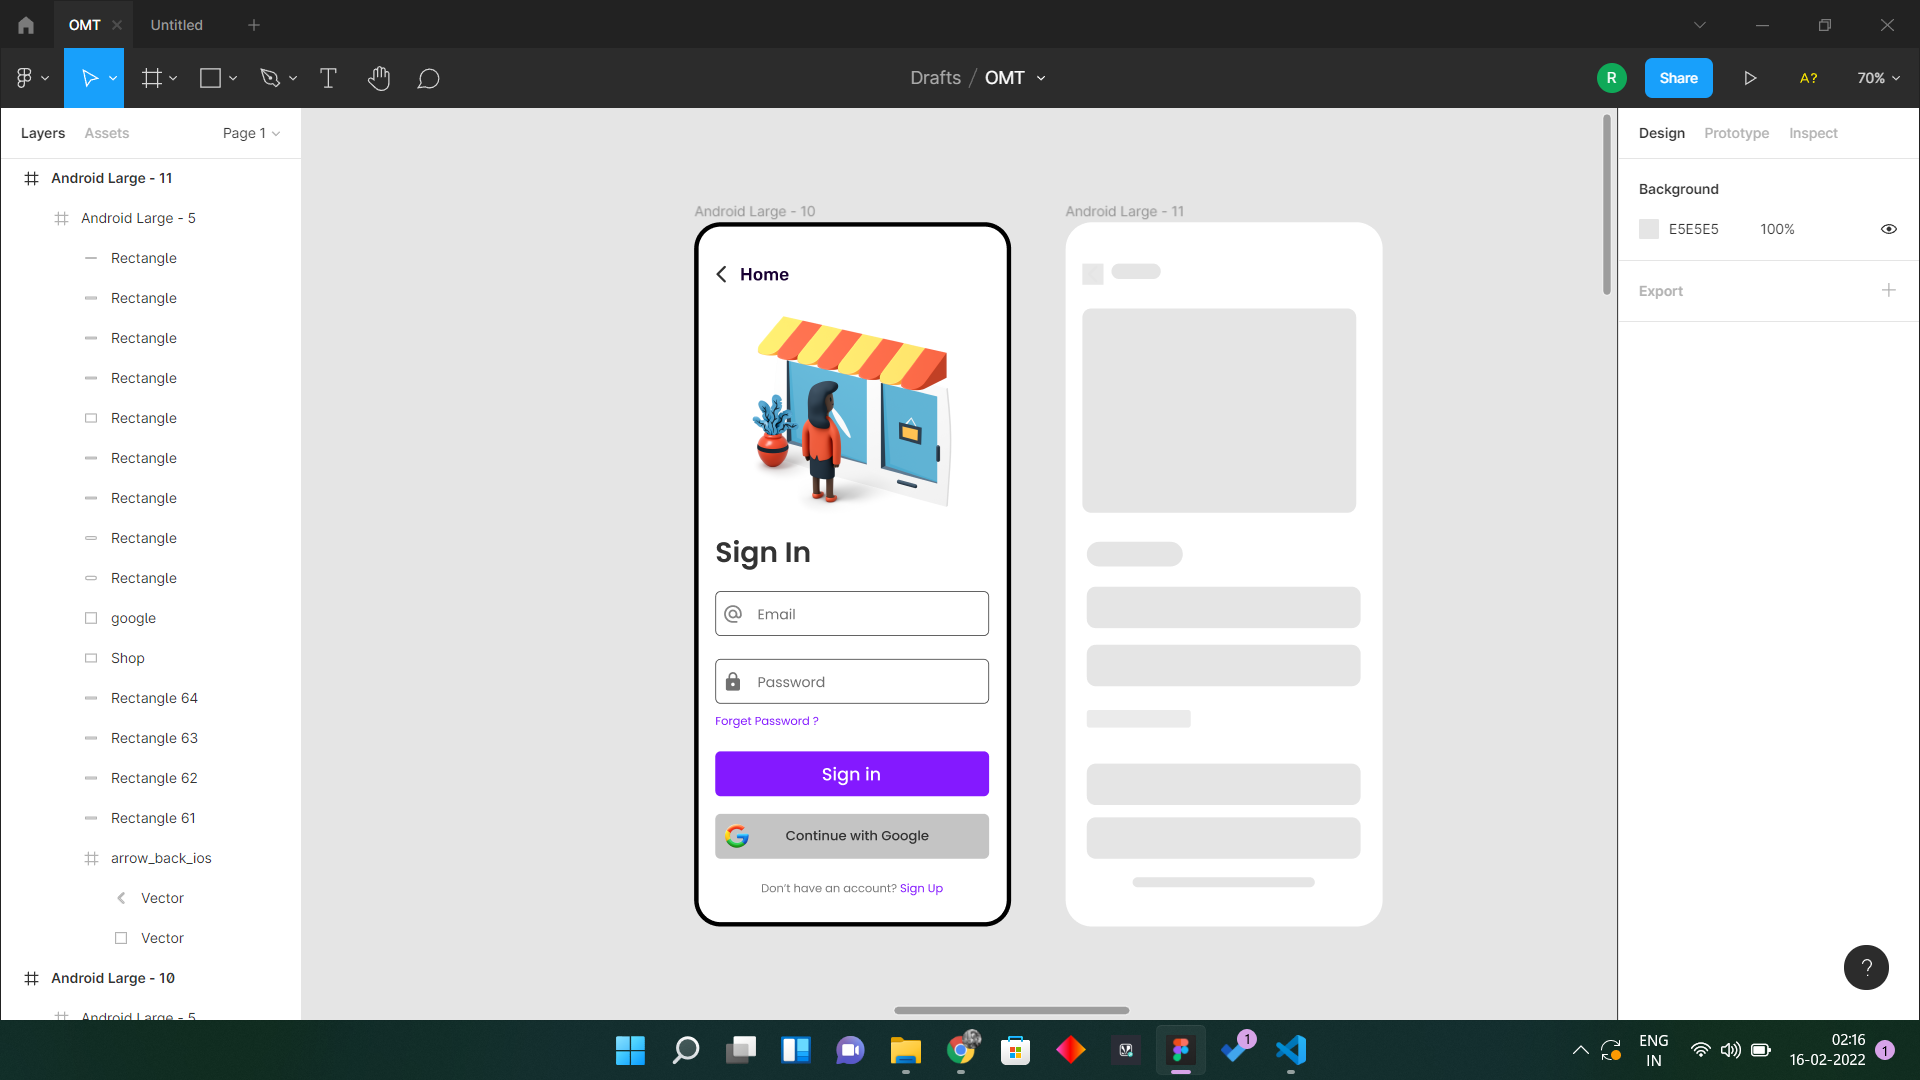 OMT
Untitled
Drafts / OMT
R
Share
A?
70%
Layers
Assets
Page 1
Design
Prototype
Inspect
Android Large - 11
Android Large - 5
Rectangle
Rectangle
Rectangle
Rectangle
Rectangle
Rectangle
Rectangle
Rectangle
Rectangle
google
Shop
Rectangle 64
Rectangle 63
Rectangle 62
Rectangle 61
arrow_back_ios
Vector
Vector
Android Large - 10
Android Large - 5
Android Large - 10
Home
Sign In
Email
Password
Forget Password ?
Sign in
Continue with Google
Don't have an account? Sign Up
Android Large - 11
Background
E5E5E5
100%
Export
?
1
ENG
IN
02:16
16-02-2022
1